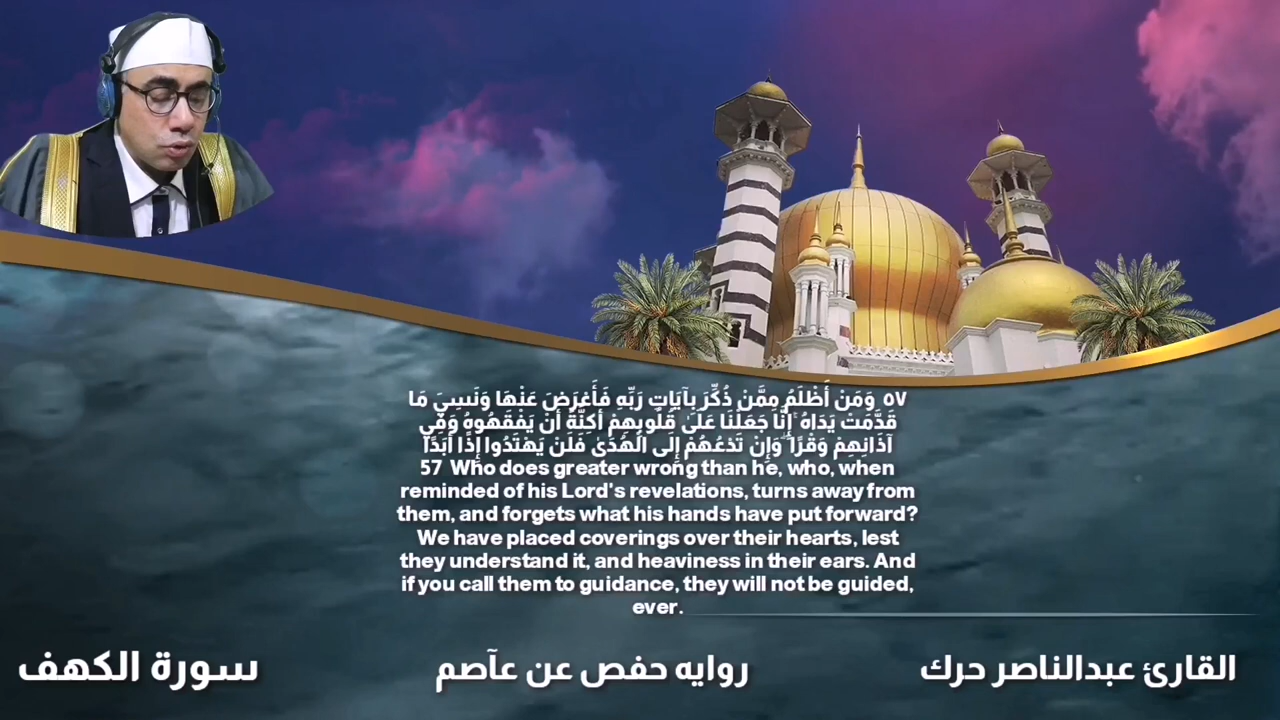 ٥٧ وَمَنْ أَظْلَمُ مِمَّنْ ذُكِّرَ بِآيَاتِ رَبِّهِ فَأَعْرَضَ عَنْهَا وَنَسِيَ مَا
قَدَّمَتْ يَدَاهُ ۚ إِنَّا جَعَلْنَا عَلَىٰ قُلُوبِهِمْ أَكِنَّةً أَنْ يَفْقَهُوهُ وَفِي
آذَانِهِمْ وَقْرًا ۖ وَإِنْ تَدْعُهُمْ إِلَى الْهُدَىٰ فَلَنْ يَهْتَدُوا إِذًا أَبَدًا
57 Who does greater wrong than he, who, when
reminded of his Lord's revelations, turns away from
them, and forgets what his hands have put forward?
We have placed coverings over their hearts, lest
they understand it, and heaviness in their ears. And
if you call them to guidance, they will not be guided,
ever.
القارئ عبدالناصر حرك
روايه حفص عن عآصم
سورة الكهف